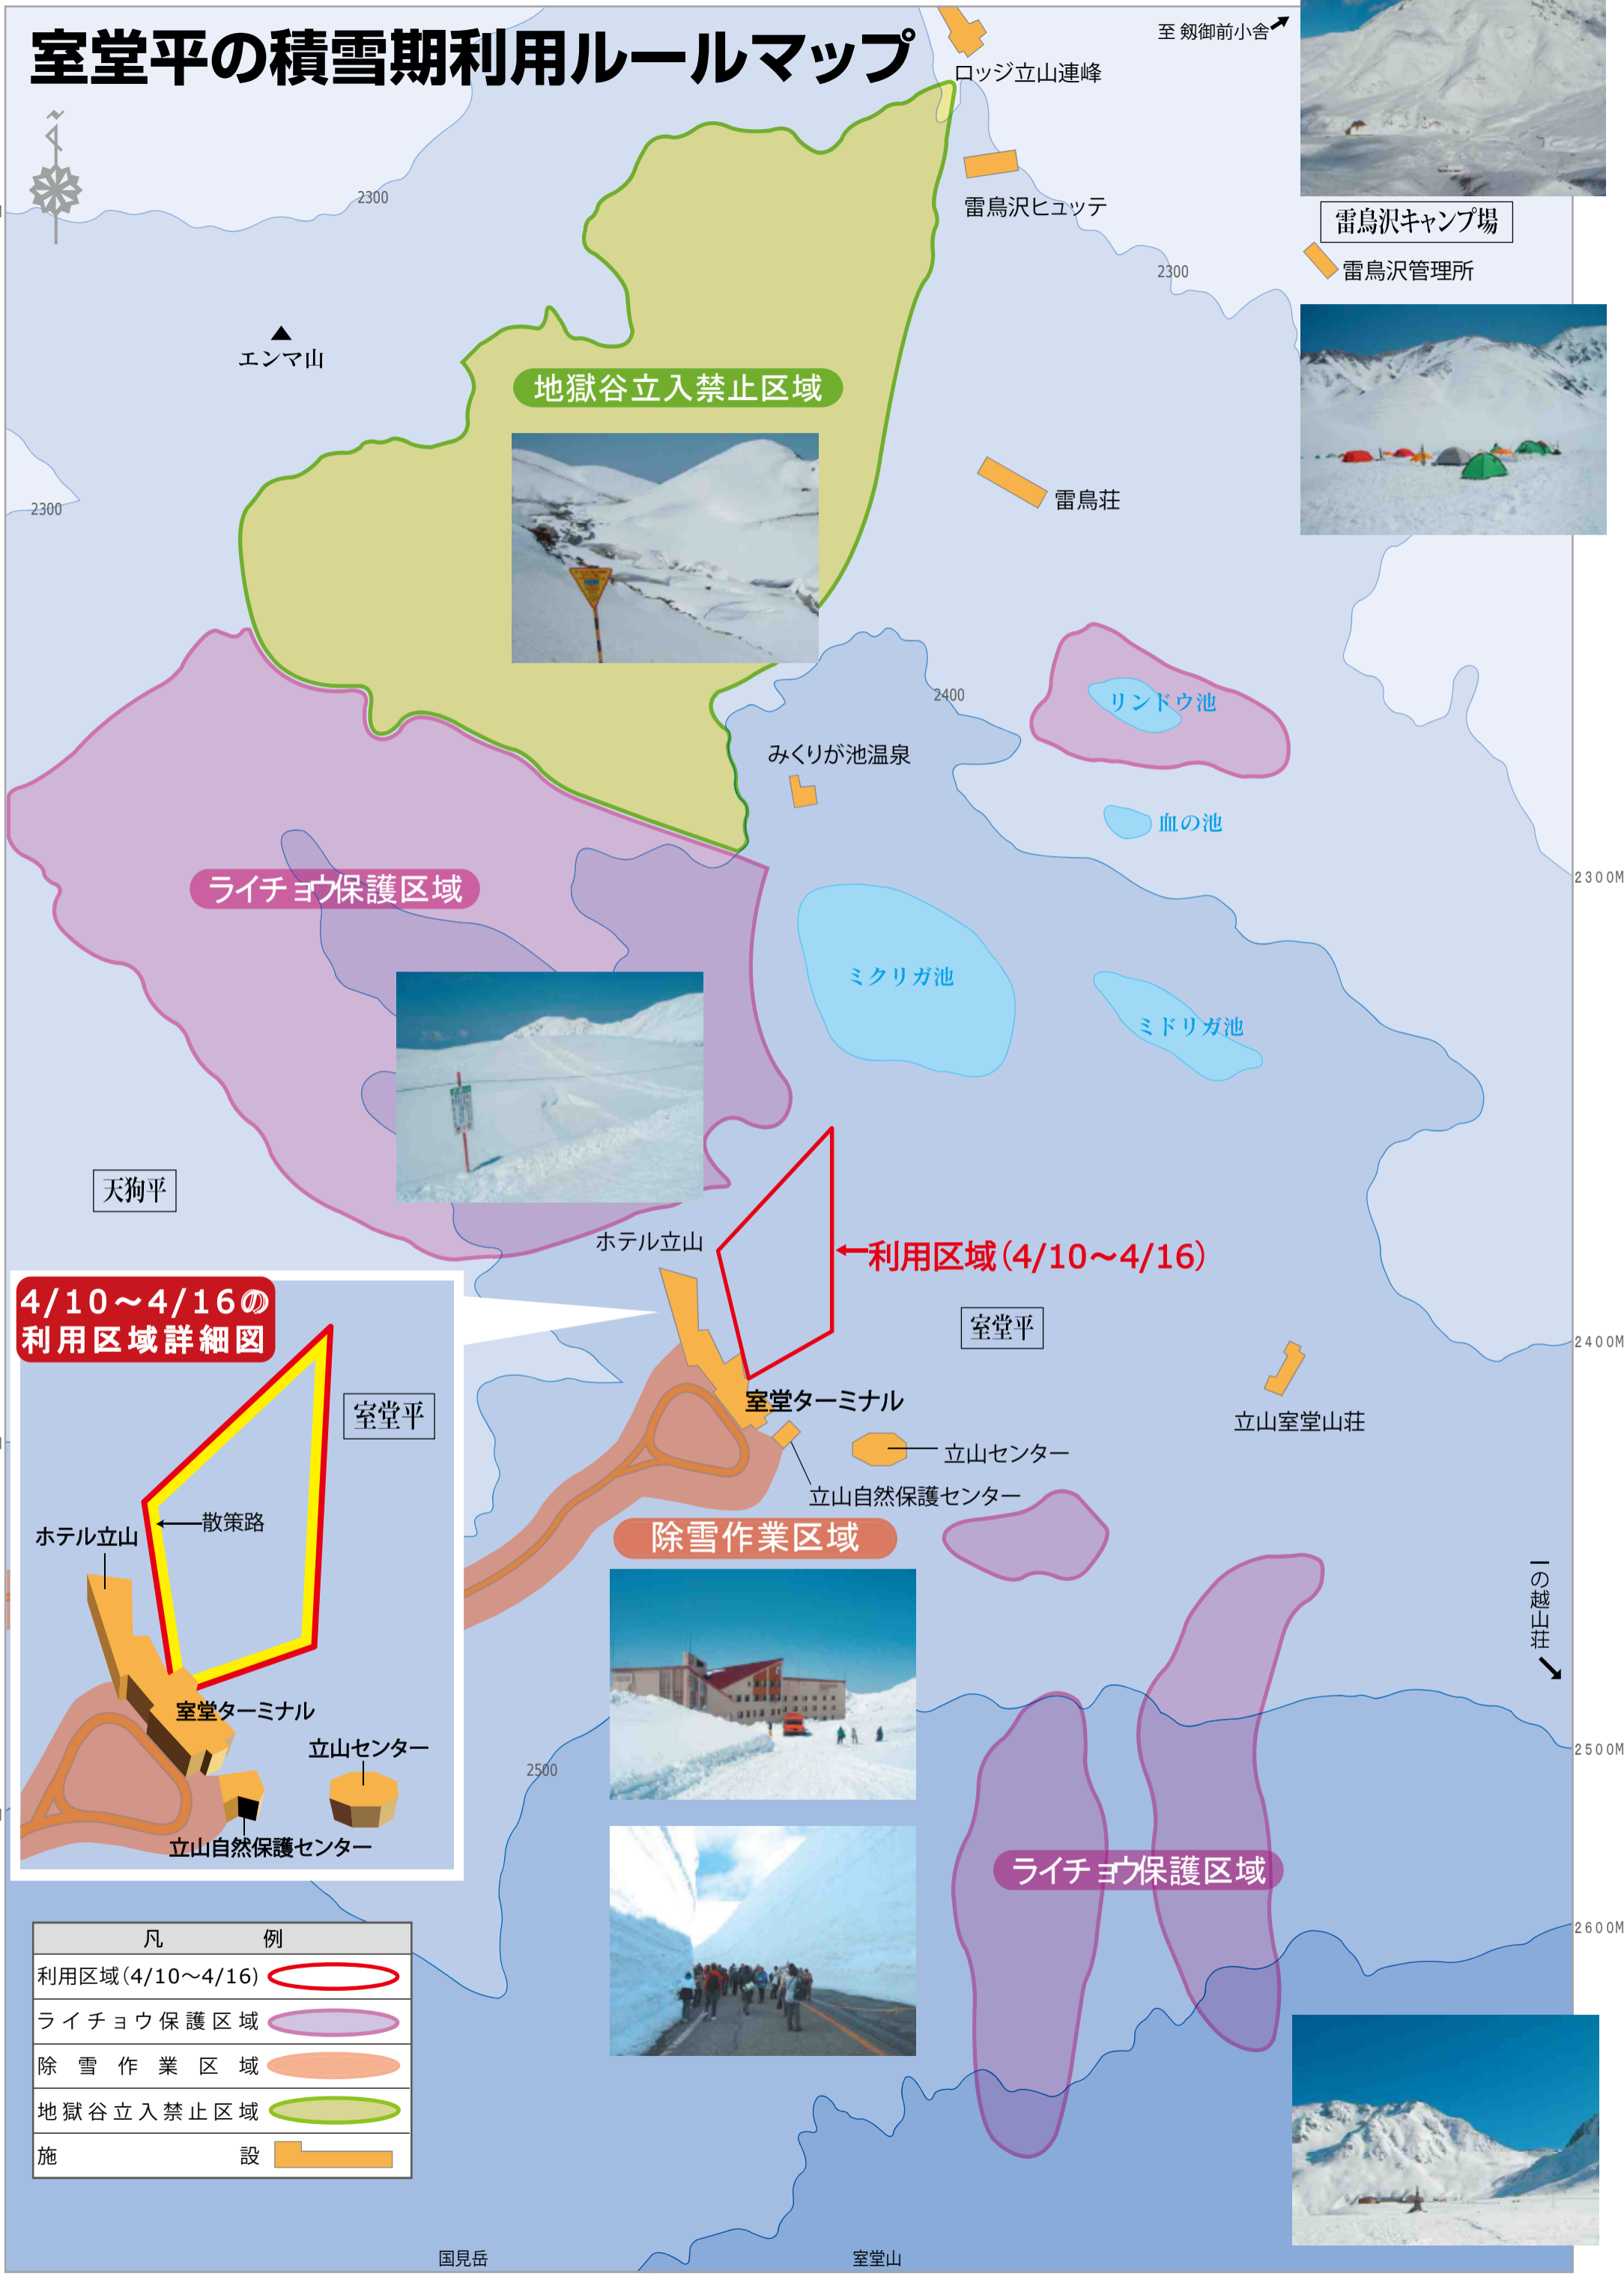 室堂平の積雪期利用ルールマップ
至 剱御前小舎
ロッジ立山連峰
雷鳥沢ヒュッテ
雷鳥沢キャンプ場
雷鳥沢管理所
2300
2300
エンマ山
地獄谷立入禁止区域
2300
雷鳥荘
2400
リンドウ池
みくりが池温泉
血の池
2300M
ライチョウ保護区域
ミクリガ池
ミドリガ池
天狗平
ホテル立山
利用区域(4/10～4/16)
室堂平
2400M
室堂ターミナル
立山室堂山荘
立山センター
立山自然保護センター
除雪作業区域
一の越山荘
4/10～4/16の
利用区域詳細図
室堂平
散策路
ホテル立山
室堂ターミナル
立山センター
立山自然保護センター
2500
2500M
ライチョウ保護区域
2600M
凡 例
利用区域(4/10～4/16)
ライチョウ保護区域
除雪作業区域
地獄谷立入禁止区域
施設
国見岳
室堂山